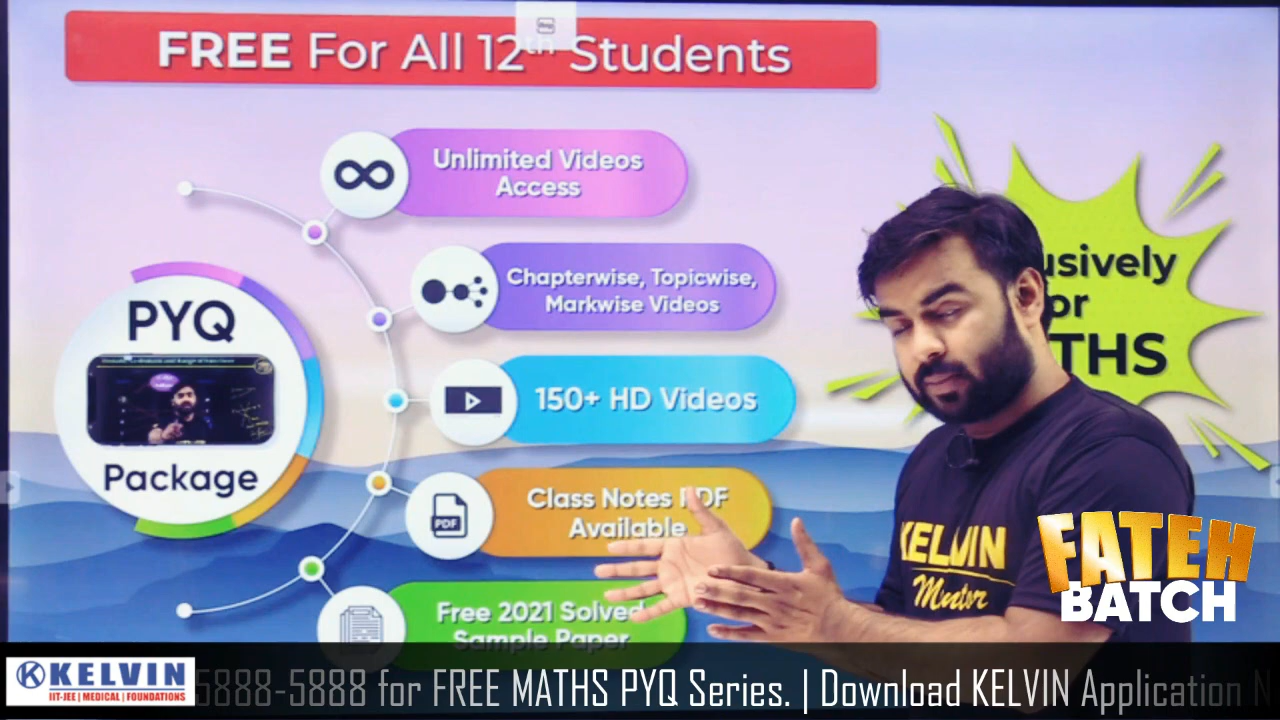 FREE For All 12th Students
Unlimited Videos
Access
Chapterwise, Topicwise,
Markwise Videos
PYQ
Package
150+ HD Videos
Class Notes PDF
Available
Free 2021 Solved
Sample Paper
THS
KELVIN
Mentor
FATEH
BATCH
KELVIN
IIT-JEE | MEDICAL | FOUNDATIONS
5888-5888 for FREE MATHS PYQ Series. | Download KELVIN Application N
PDF